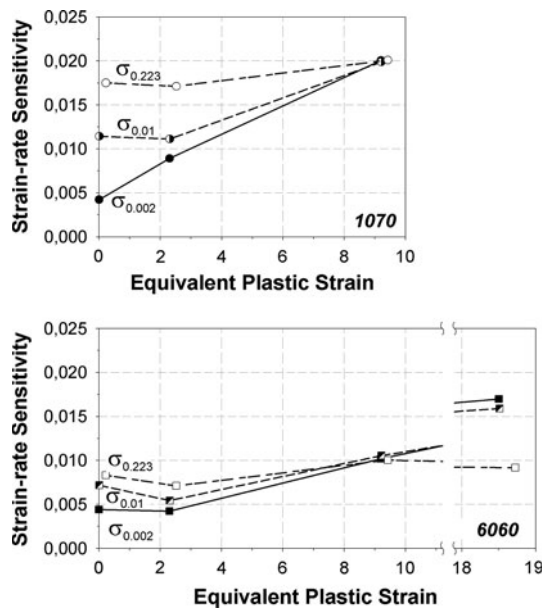 0,025
0,020
0,015
0,010
0,005
0,000
Strain-rate Sensitivity
σ0.223
σ0.01
σ0.002
1070
0 2 4 6 8 10
Equivalent Plastic Strain
0,025
0,020
0,015
0,010
0,005
0,000
Strain-rate Sensitivity
σ0.223
σ0.01
σ0.002
6060
0 2 4 6 8 10 18 19
Equivalent Plastic Strain